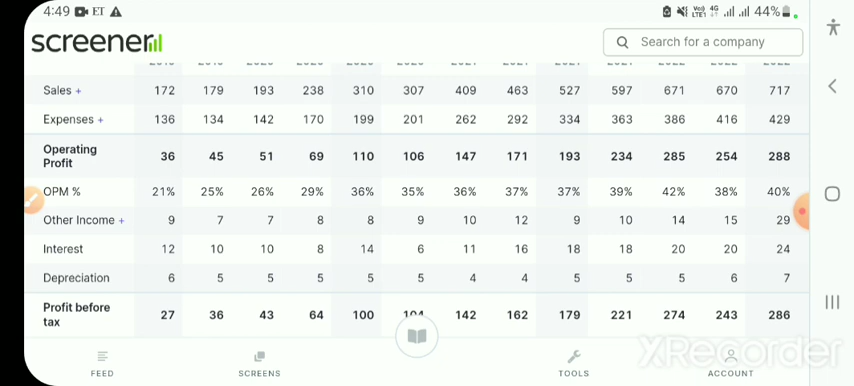 4:49 ET VoD 4G LTE1 44%
screener Search for a company
Sales + 172 179 193 238 310 307 409 463 527 597 671 670 717
Expenses + 136 134 142 170 199 201 262 292 334 363 386 416 429
Operating Profit 36 45 51 69 110 106 147 171 193 234 285 254 288
OPM % 21% 25% 26% 29% 36% 35% 36% 37% 37% 39% 42% 38% 40%
Other Income + 9 7 7 8 8 9 10 12 9 10 14 15 29
Interest 12 10 10 8 14 6 11 16 18 18 20 20 24
Depreciation 6 5 5 5 5 5 4 4 5 5 5 6 7
Profit before tax 27 36 43 64 100 104 142 162 179 221 274 243 286
FEED SCREENS TOOLS ACCOUNT
XRecorder